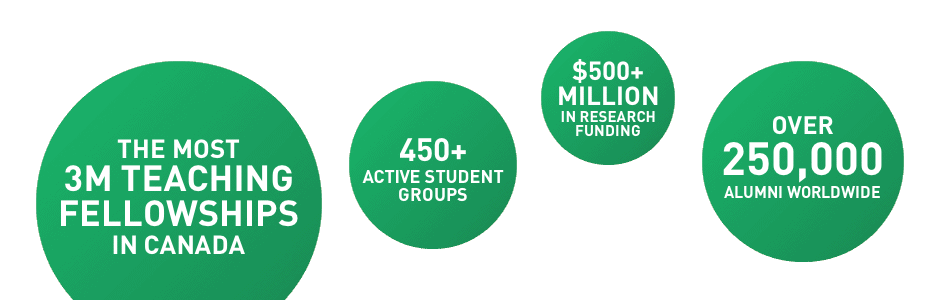 THE MOST
3M TEACHING
FELLOWSHIPS
IN CANADA
450+
ACTIVE STUDENT
GROUPS
$500+
MILLION
IN RESEARCH
FUNDING
OVER
250,000
ALUMNI WORLDWIDE